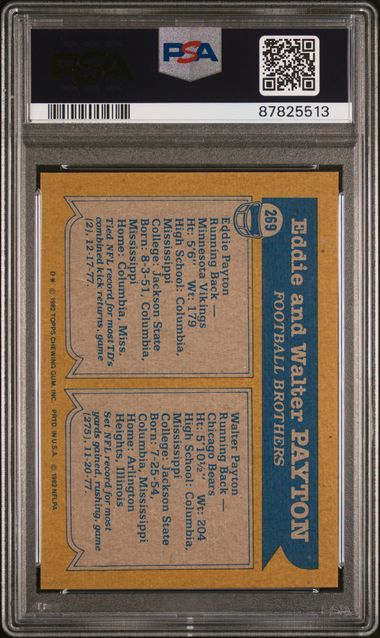 PSA
PSA
87825513
269
Eddie and Walter PAYTON
FOOTBALL BROTHERS
Eddie Payton
Running Back —
Minnesota Vikings
Ht: 5'6" Wt: 179
High School: Columbia,
Mississippi
College: Jackson State
Born: 8-3-51, Columbia,
Mississippi
Home: Columbia, Miss.
Tied NFL record for most TD's
combined kick returns, game
(2), 12-17-77.
Walter Payton
Running Back —
Chicago Bears
Ht: 5'10½" Wt: 204
High School: Columbia,
Mississippi
College: Jackson State
Born: 7-25-54,
Columbia, Mississippi
Home: Arlington
Heights, Illinois
Set NFL record for most
yards gained, rushing, game
(275), 11-20-77.
D* © 1982 TOPPS CHEWING GUM, INC. PRTD. IN U.S.A. © 1982 NFLPA